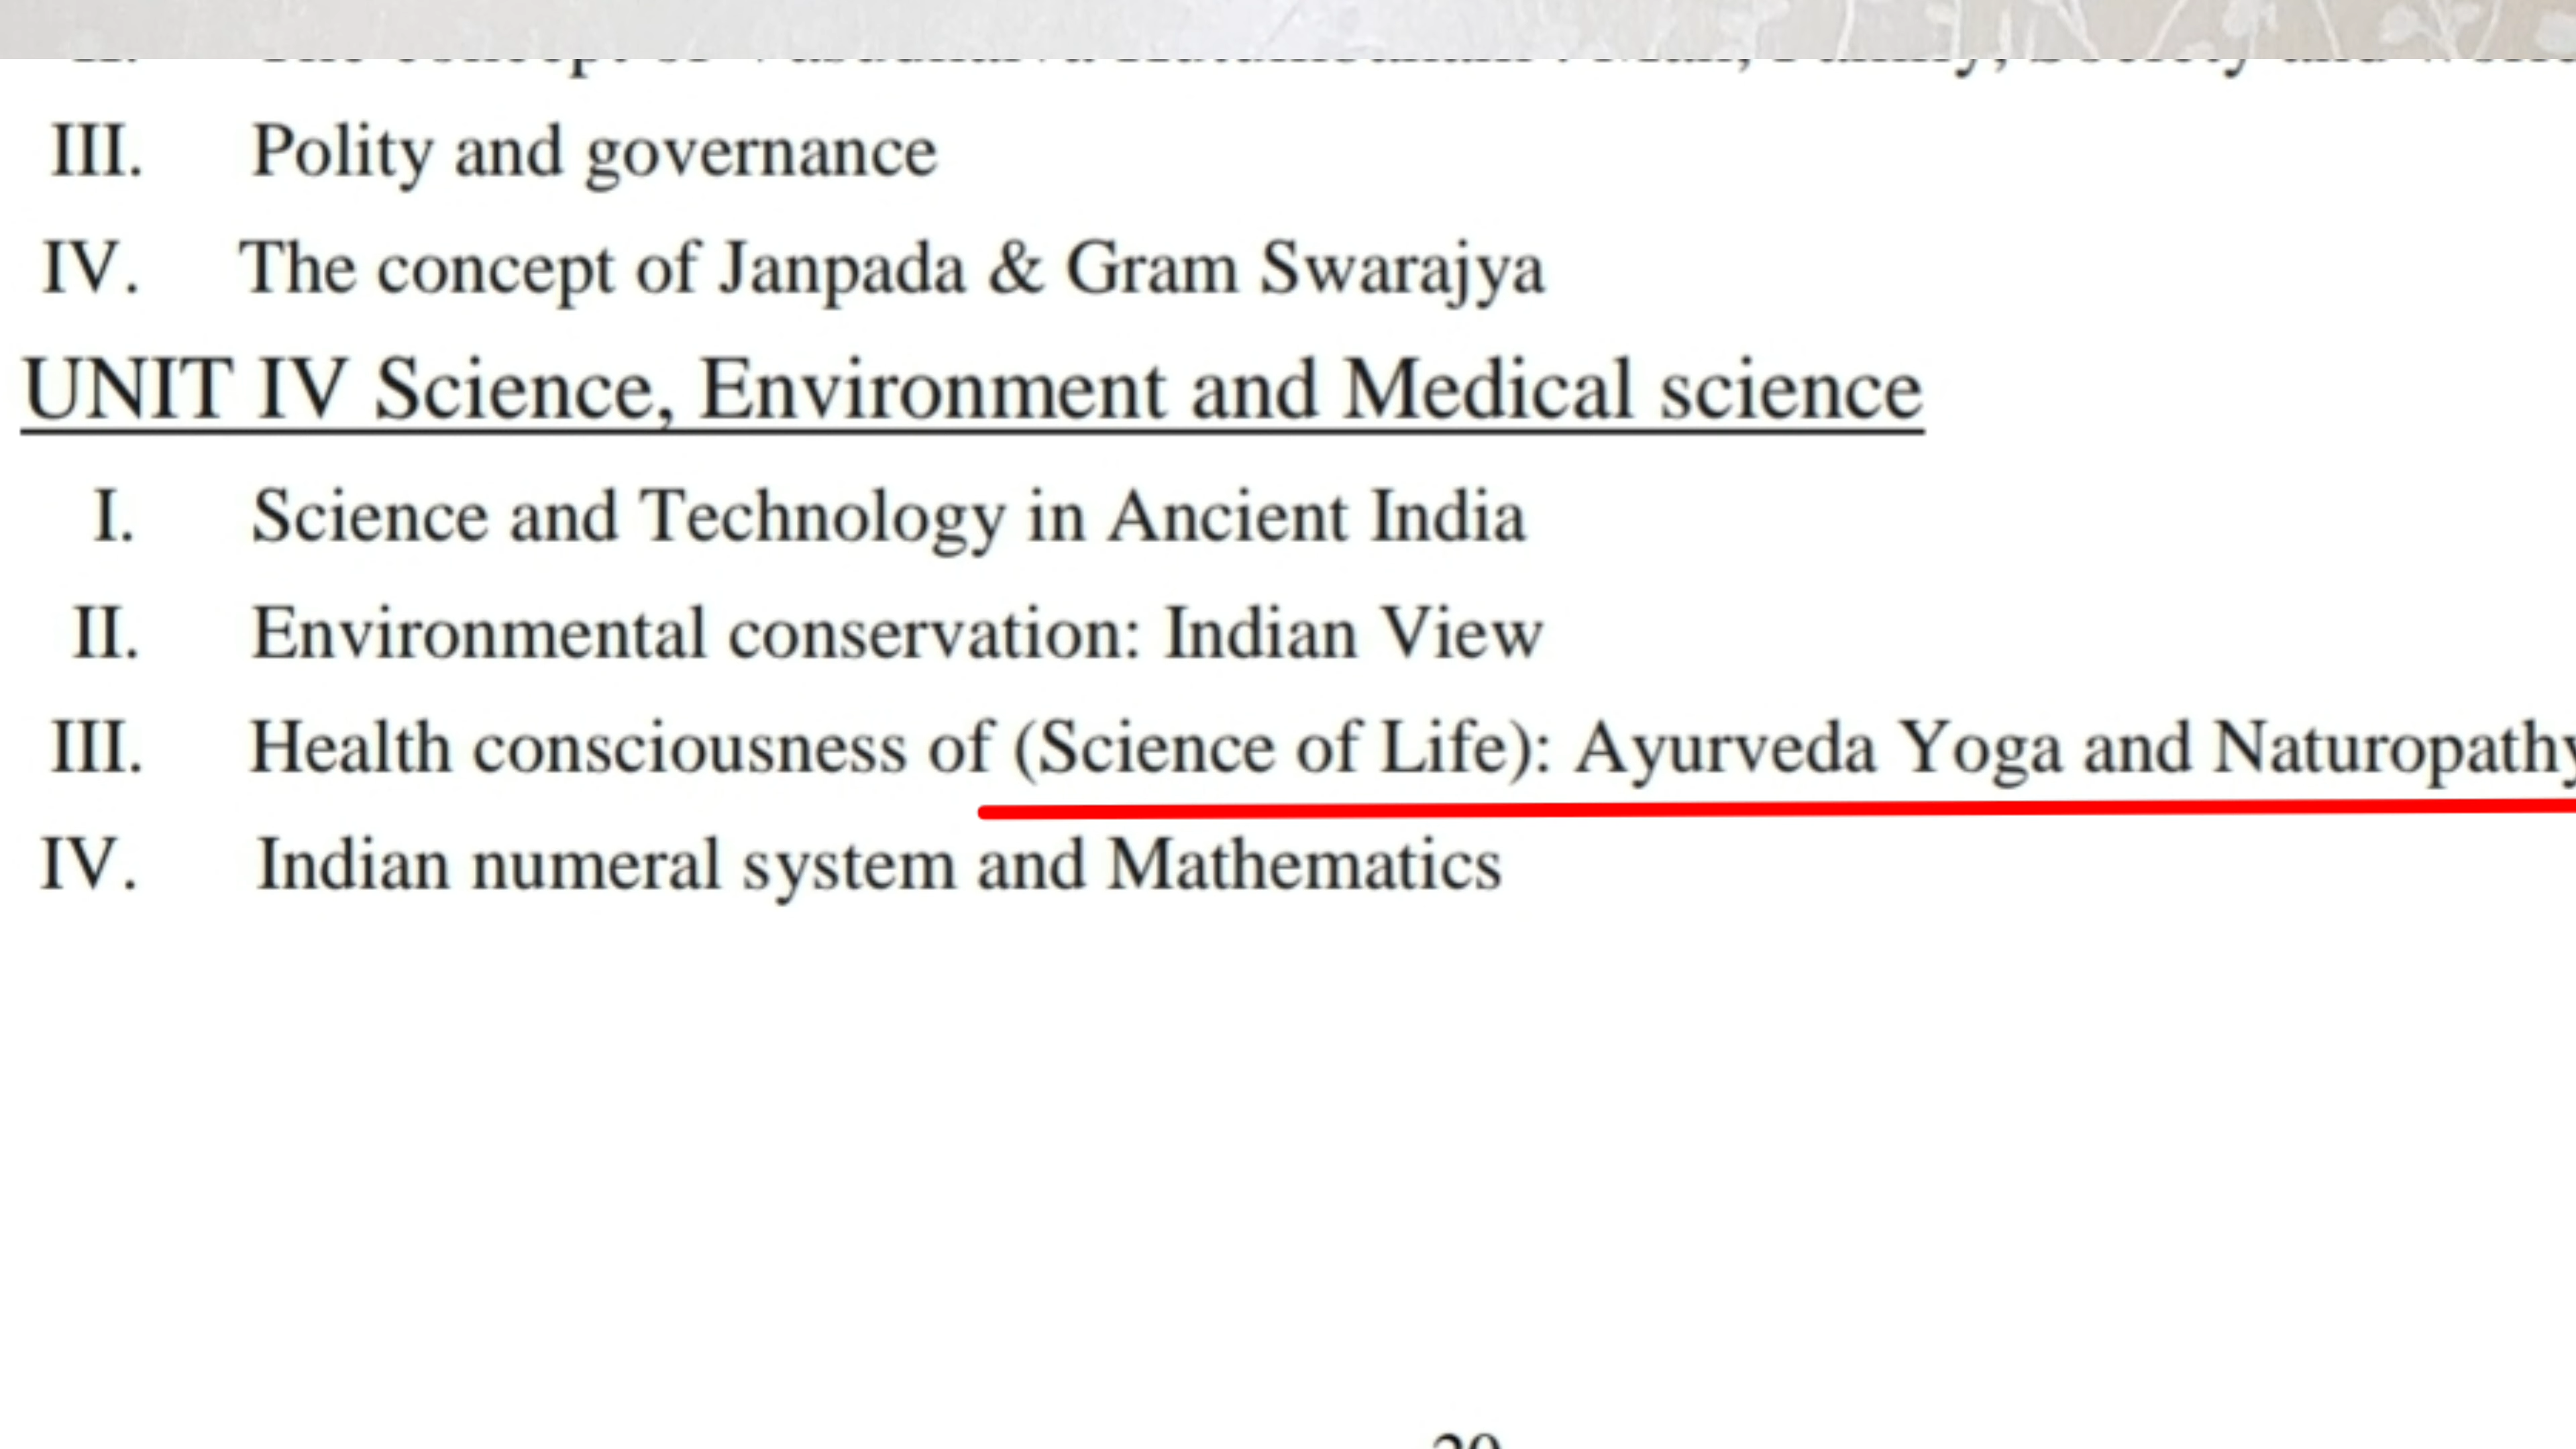 III. Polity and governance
IV. The concept of Janpada & Gram Swarajya
UNIT IV Science, Environment and Medical science
I. Science and Technology in Ancient India
II. Environmental conservation: Indian View
III. Health consciousness of (Science of Life): Ayurveda Yoga and Naturopathy
IV. Indian numeral system and Mathematics